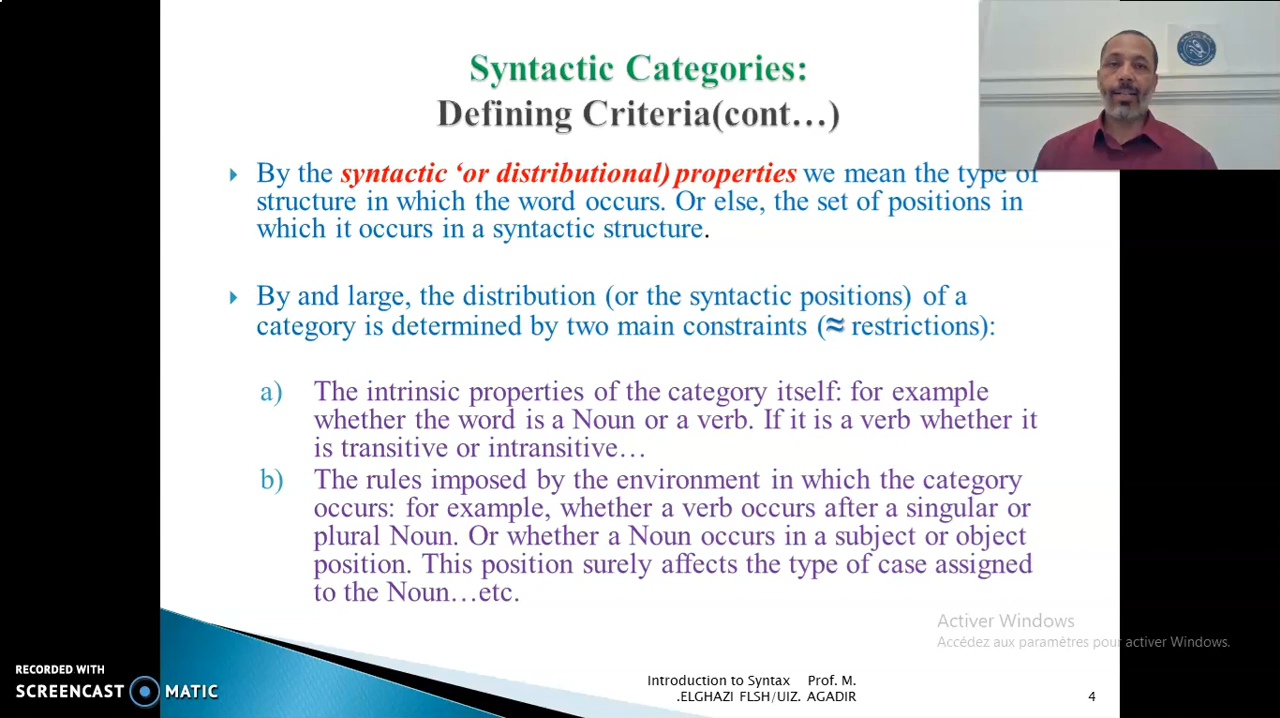 Syntactic Categories:
Defining Criteria(cont…)
By the syntactic ‘or distributional) properties we mean the type of
structure in which the word occurs. Or else, the set of positions in
which it occurs in a syntactic structure.
By and large, the distribution (or the syntactic positions) of a
category is determined by two main constraints (≈ restrictions):
a) The intrinsic properties of the category itself: for example
whether the word is a Noun or a verb. If it is a verb whether it
is transitive or intransitive…
b) The rules imposed by the environment in which the category
occurs: for example, whether a verb occurs after a singular or
plural Noun. Or whether a Noun occurs in a subject or object
position. This position surely affects the type of case assigned
to the Noun…etc.
Activer Windows
Accédez aux paramètres pour activer Windows.
RECORDED WITH
SCREENCAST MATIC
Introduction to Syntax Prof. M.
.ELGHAZI FLSH/UIZ. AGADIR
4